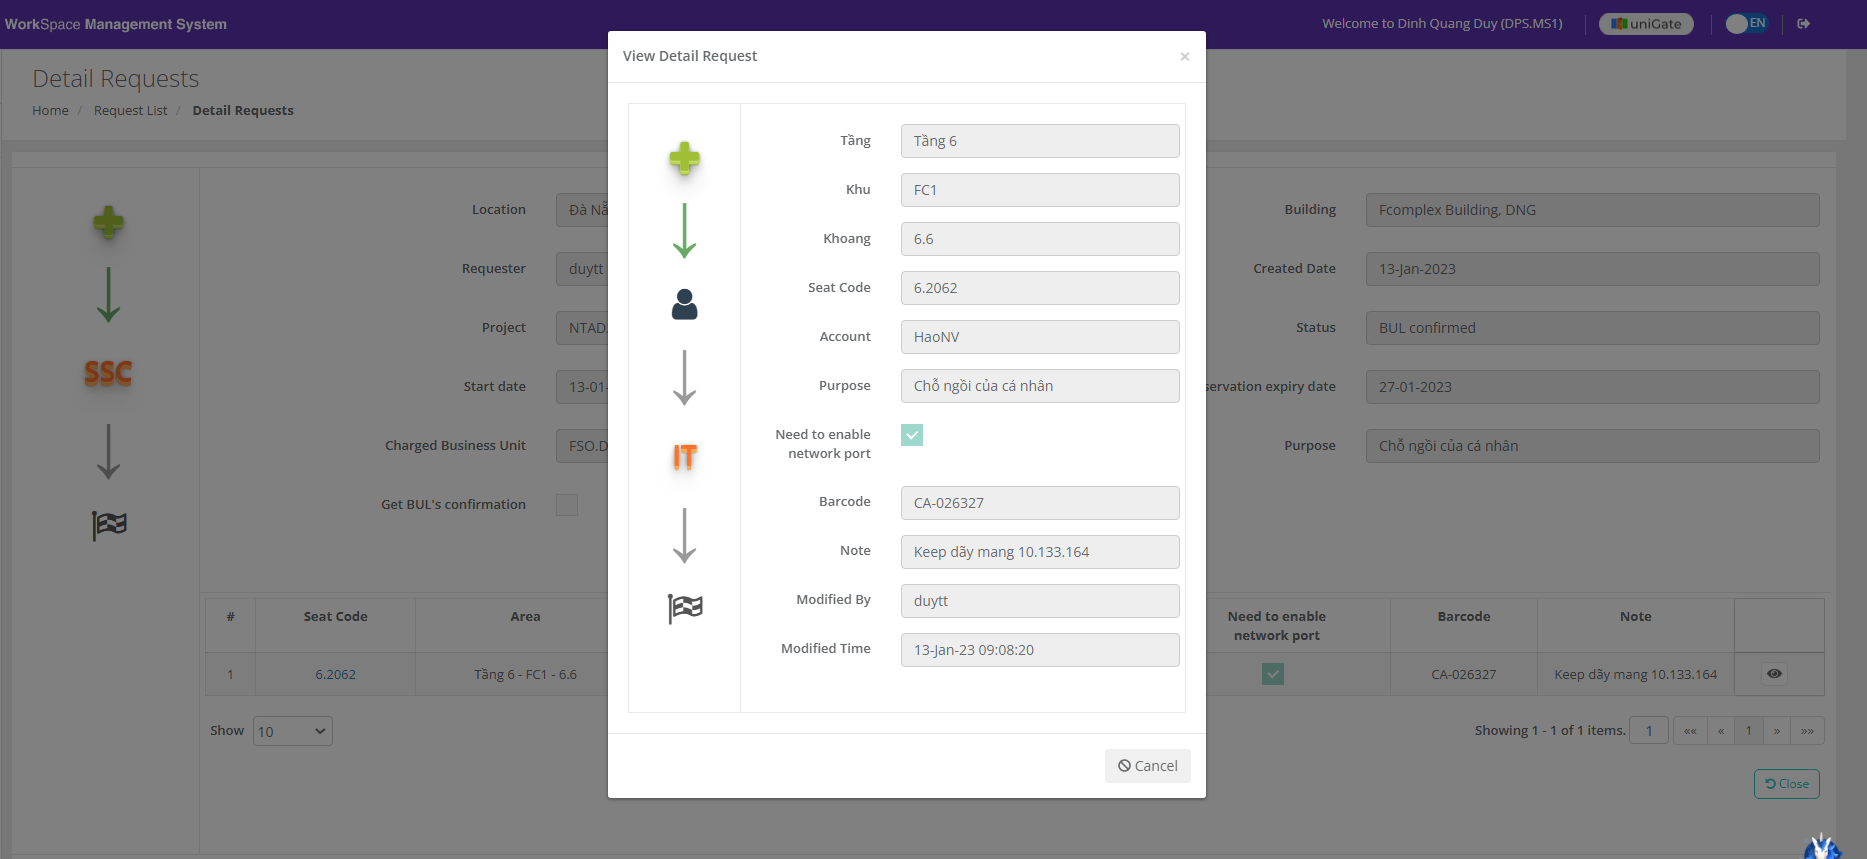 WorkSpace Management System
Welcome to Dinh Quang Duy (DPS.MS1)
uniGate
EN
Detail Requests
Home / Request List / Detail Requests
SSC
Location
Đà Nẵ
Building
Fcomplex Building, DNG
Requester
duytt
Created Date
13-Jan-2023
Project
NTAD
Status
BUL confirmed
Start date
13-01-
servation expiry date
27-01-2023
Charged Business Unit
FSO.D
Purpose
Chỗ ngồi của cá nhân
Get BUL's confirmation
# Seat Code Area
Need to enable
network port
Barcode Note
1 6.2062 Tầng 6 - FC1 - 6.6
CA-026327 Keep dãy mang 10.133.164
Show 10
Showing 1 - 1 of 1 items. 1 «« « 1 » »»
Close
View Detail Request ×
IT
Tầng Tầng 6
Khu FC1
Khoang 6.6
Seat Code 6.2062
Account HaoNV
Purpose Chỗ ngồi của cá nhân
Need to enable
network port
Barcode CA-026327
Note Keep dãy mang 10.133.164
Modified By duytt
Modified Time 13-Jan-23 09:08:20
Cancel